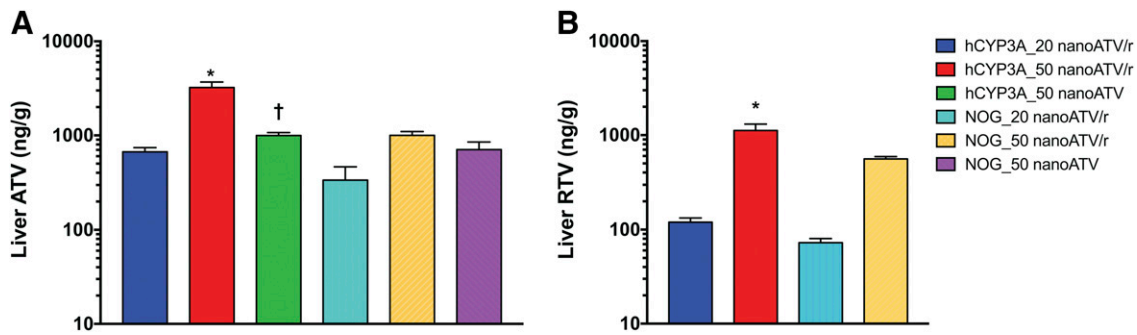 A
Liver ATV (ng/g)
10000
1000
100
10
*
†
B
Liver RTV (ng/g)
10000
1000
100
10
*
hCYP3A_20 nanoATV/r
hCYP3A_50 nanoATV/r
hCYP3A_50 nanoATV
NOG_20 nanoATV/r
NOG_50 nanoATV/r
NOG_50 nanoATV